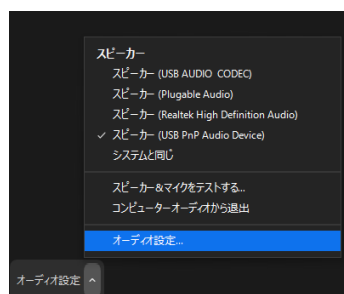 スピーカー
スピーカー (USB AUDIO  CODEC)
スピーカー (Plugable Audio)
スピーカー (Realtek High Definition Audio)
✓ スピーカー (USB PnP Audio Device)
システムと同じ
スピーカー&マイクをテストする...
コンピューターオーディオから退出
オーディオ設定...
オーディオ設定